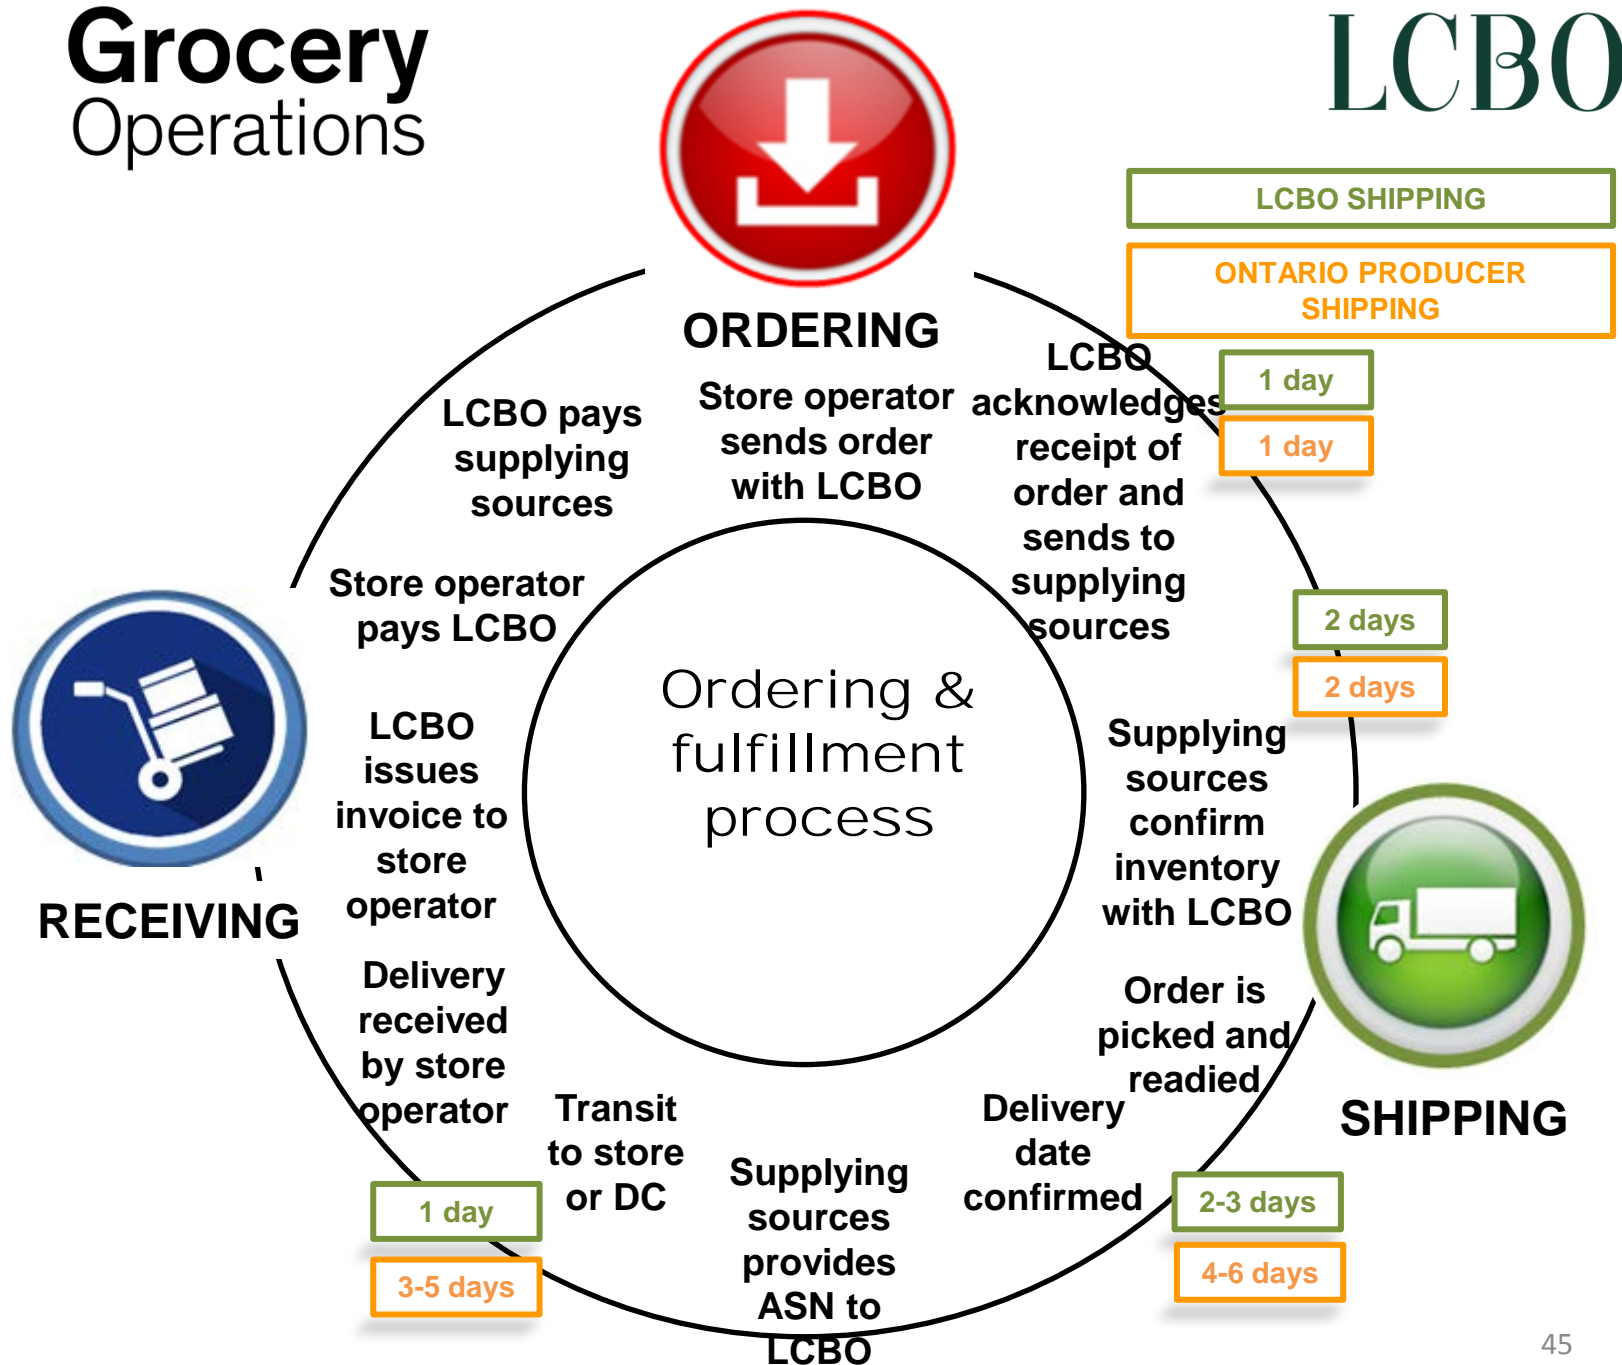 Grocery
Operations
LCBO
LCBO SHIPPING
ONTARIO PRODUCER
SHIPPING
ORDERING
Store operator
sends order
with LCBO
LCBO
acknowledges
receipt of
order and
sends to
supplying
sources
1 day
1 day
2 days
2 days
Supplying
sources
confirm
inventory
with LCBO
SHIPPING
Order is
picked and
readied
Delivery
date
confirmed
2-3 days
4-6 days
Supplying
sources
provides
ASN to
LCBO
Transit
to store
or DC
1 day
3-5 days
Delivery
received
by store
operator
RECEIVING
LCBO
issues
invoice to
store
operator
Store operator
pays LCBO
LCBO pays
supplying
sources
Ordering &
fulfillment
process
45